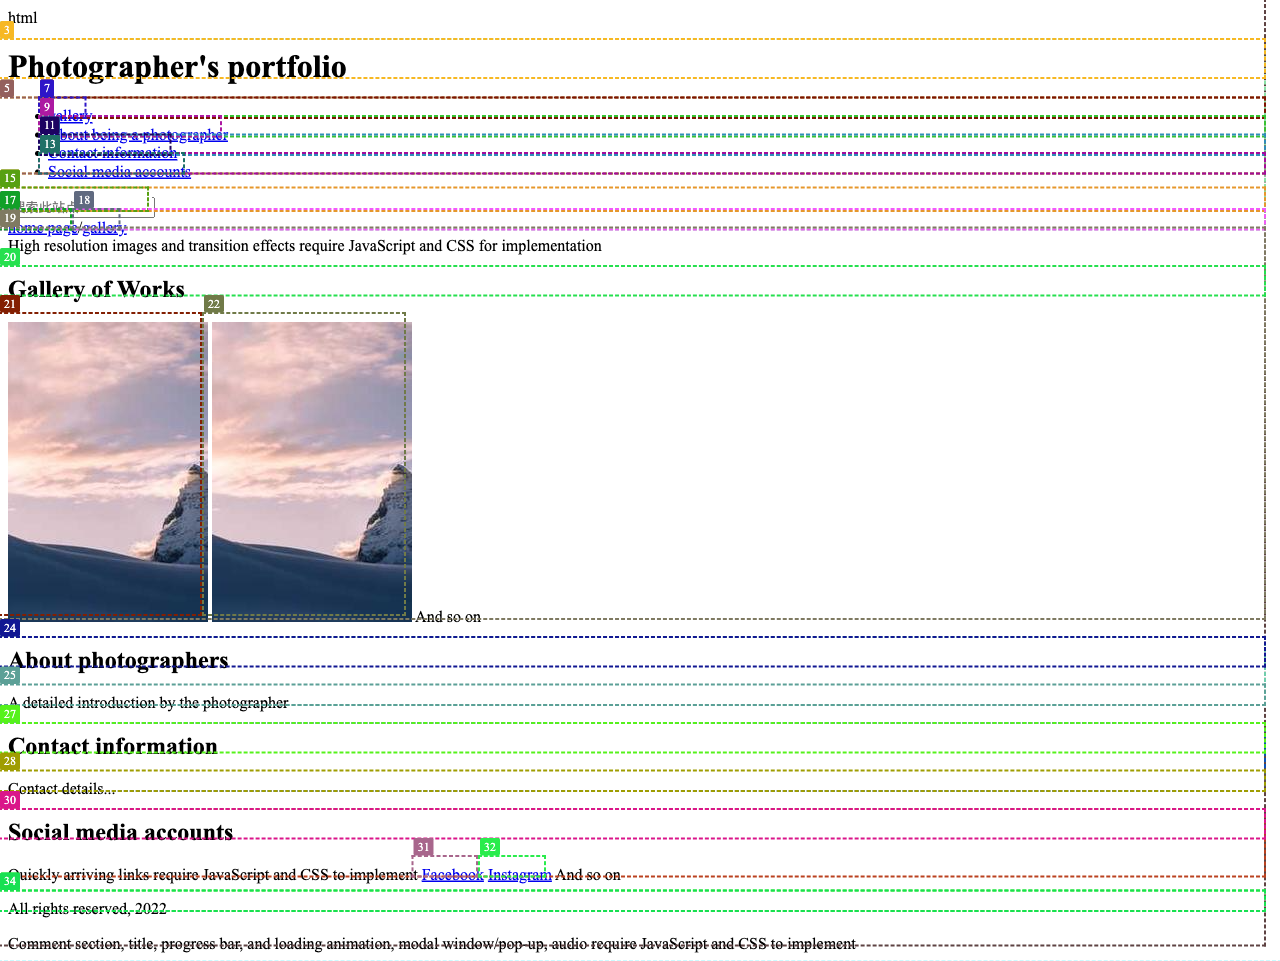 html
3
Photographer's portfolio
5
7
9
Gallery
11
About being a photographer
13
Contact information
Social media accounts
15
17
18
搜索此站点
19
home page/gallery
High resolution images and transition effects require JavaScript and CSS for implementation
20
Gallery of Works
21
22
And so on
24
About photographers
25
A detailed introduction by the photographer
27
Contact information
28
Contact details...
30
Social media accounts
31
32
Quickly arriving links require JavaScript and CSS to implement Facebook Instagram And so on
34
All rights reserved, 2022
Comment section, title, progress bar, and loading animation, modal window/pop-up, audio require JavaScript and CSS to implement